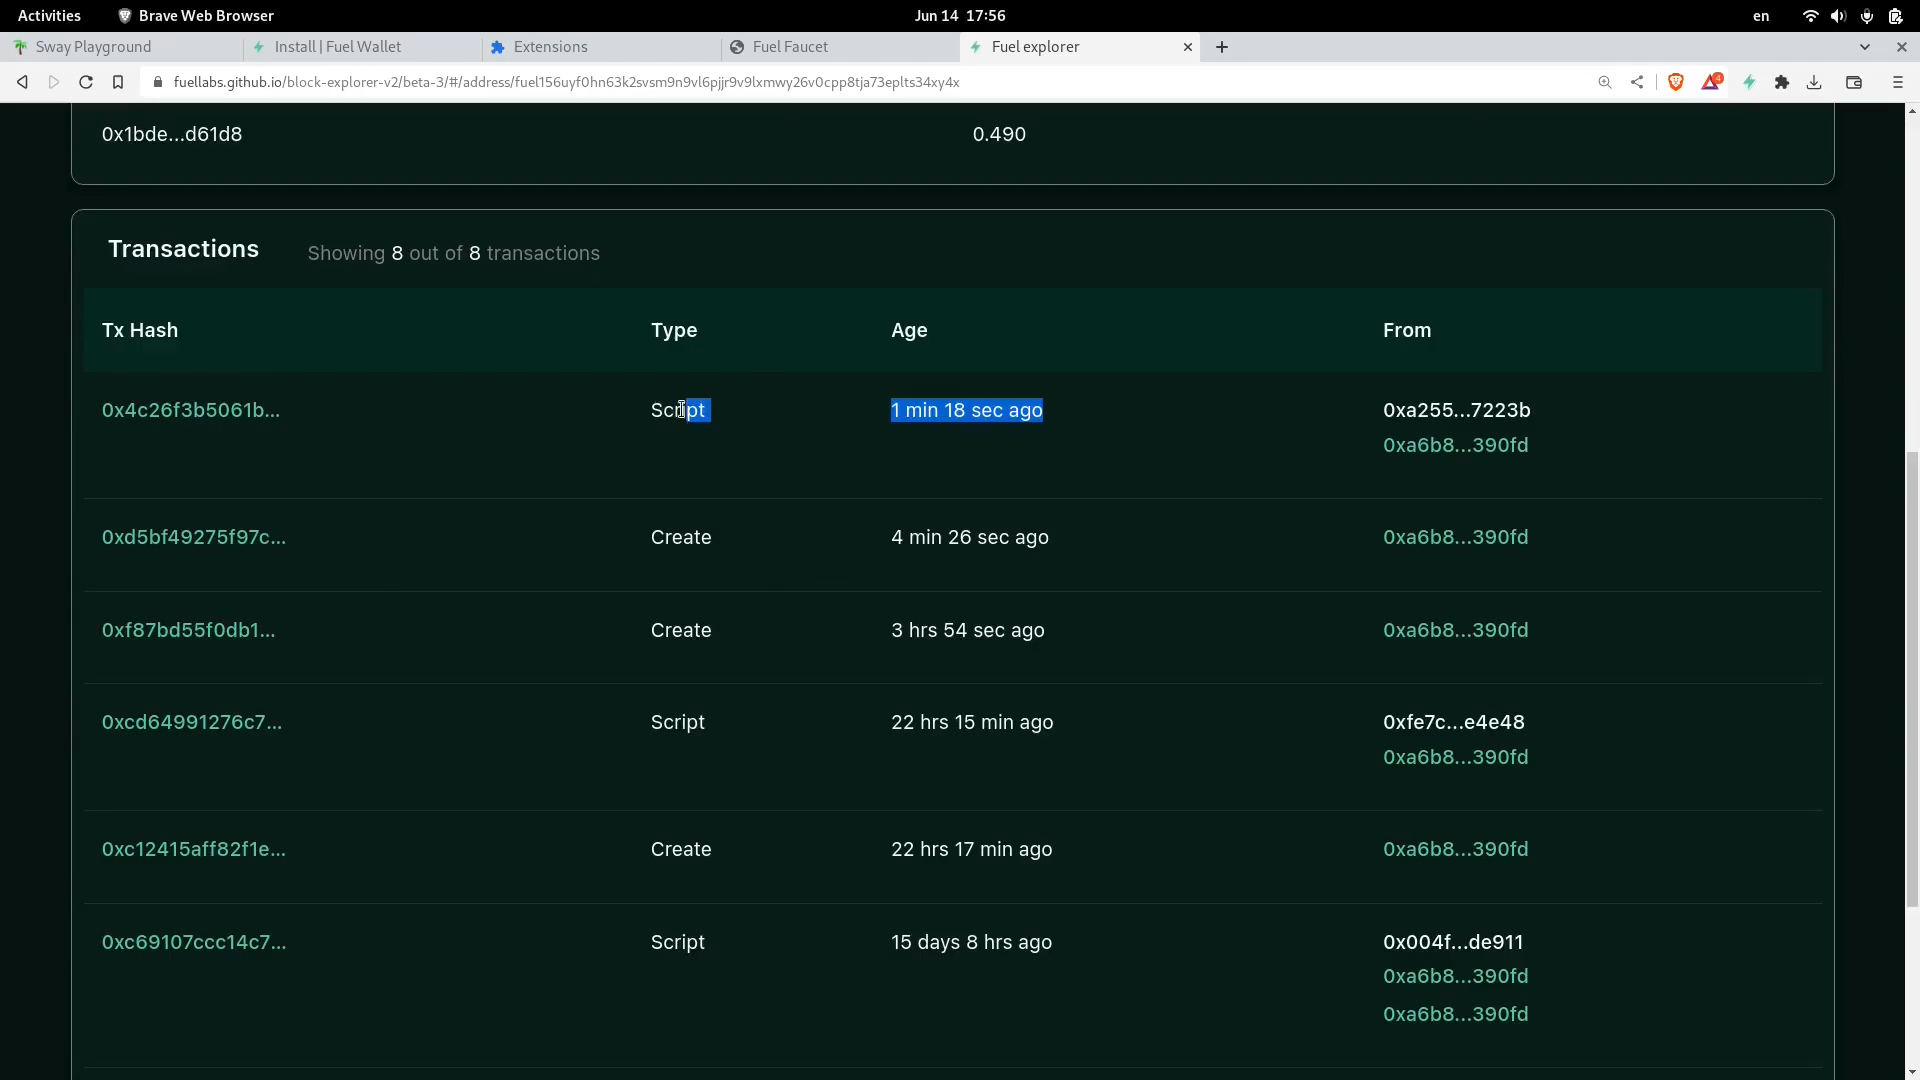 Activities
Brave Web Browser
Jun 14 17:56
en
Sway Playground
Install | Fuel Wallet
Extensions
Fuel Faucet
Fuel explorer
fuellabs.github.io/block-explorer-v2/beta-3/#/address/fuel156uyf0hn63k2svsm9n9vl6pjjr9v9lxmwy26v0cpp8tja73eplts34xy4x
4
0x1bde...d61d8 0.490
Transactions Showing 8 out of 8 transactions
Tx Hash Type Age From
0x4c26f3b5061b... Script 1 min 18 sec ago 0xa255...7223b
0xa6b8...390fd
0xd5bf49275f97c... Create 4 min 26 sec ago 0xa6b8...390fd
0xf87bd55f0db1... Create 3 hrs 54 sec ago 0xa6b8...390fd
0xcd64991276c7... Script 22 hrs 15 min ago 0xfe7c...e4e48
0xa6b8...390fd
0xc12415aff82f1e... Create 22 hrs 17 min ago 0xa6b8...390fd
0xc69107ccc14c7... Script 15 days 8 hrs ago 0x004f...de911
0xa6b8...390fd
0xa6b8...390fd